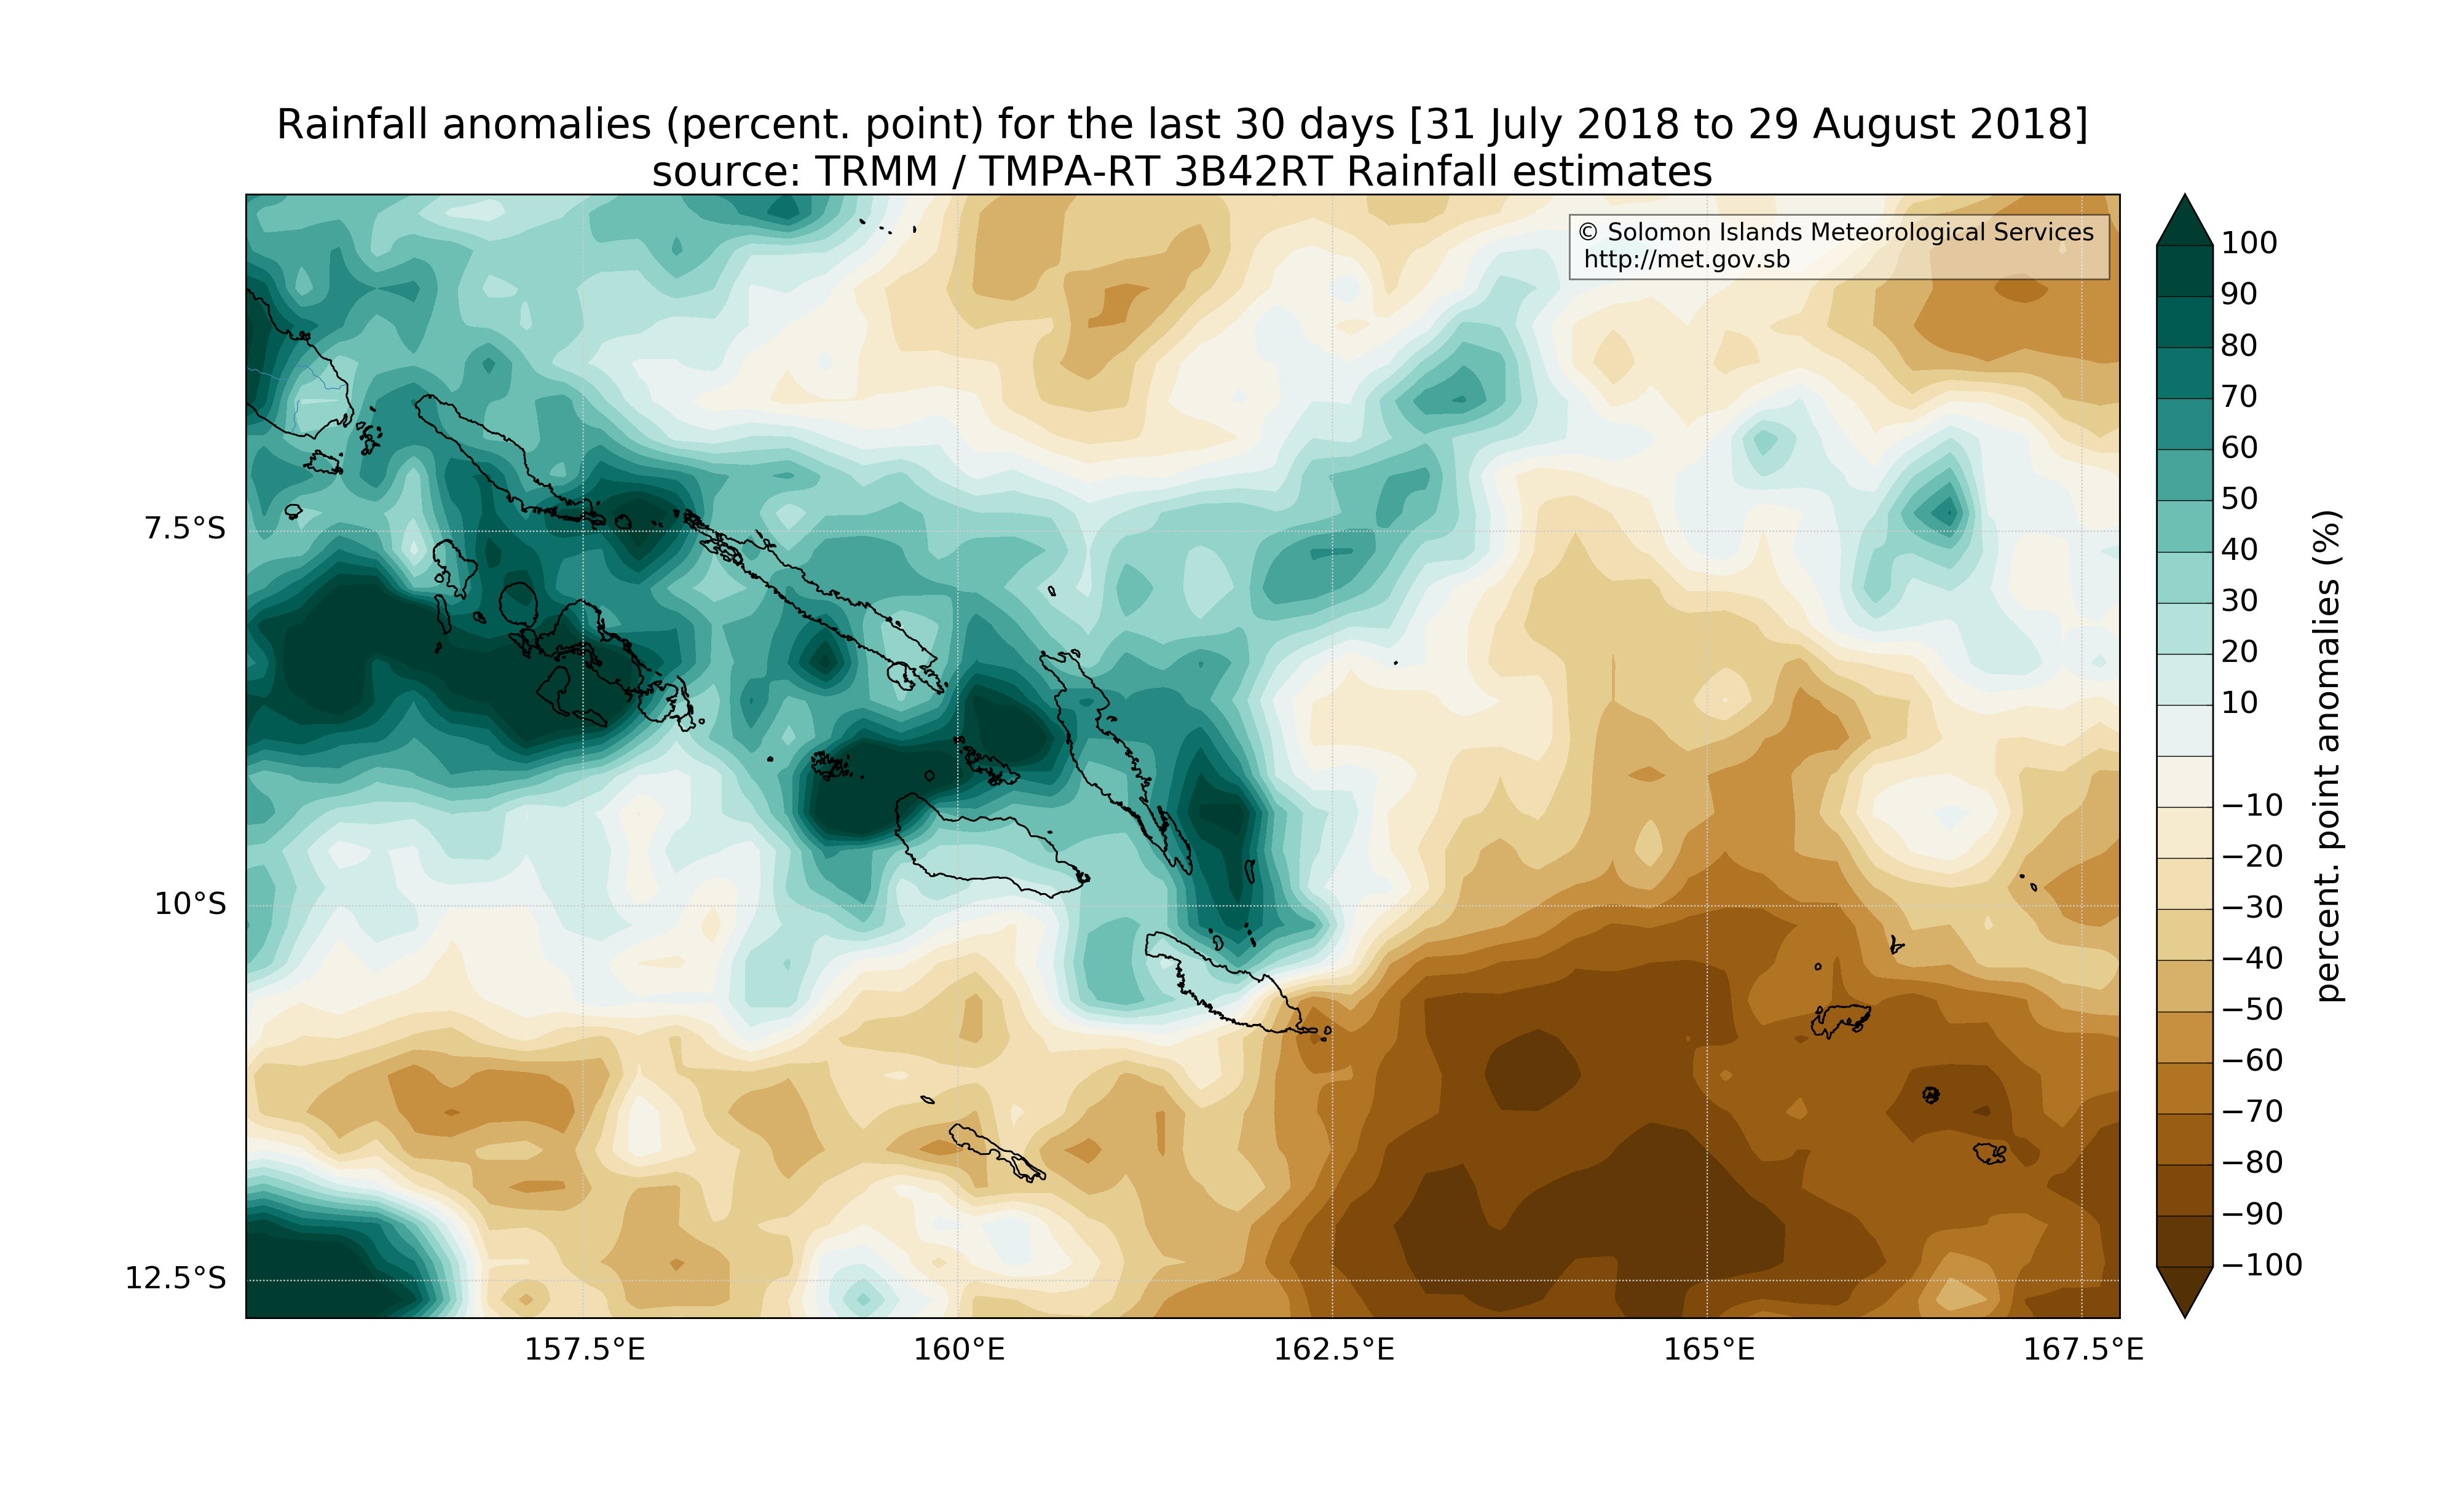 Rainfall anomalies (percent. point) for the last 30 days [31 July 2018 to 29 August 2018]
source: TRMM / TMPA-RT 3B42RT Rainfall estimates
© Solomon Islands Meteorological Services
http://met.gov.sb
7.5°S
10°S
12.5°S
157.5°E
160°E
162.5°E
165°E
167.5°E
100
90
80
70
60
50
40
30
20
10
−10
−20
−30
−40
−50
−60
−70
−80
−90
−100
percent. point anomalies (%)